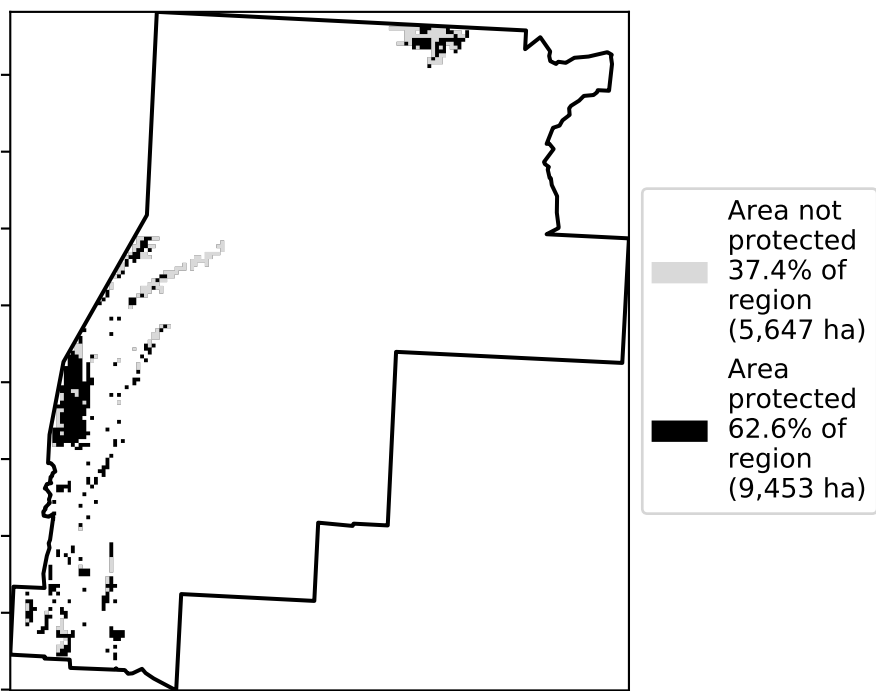 Area not
protected
37.4% of
region
(5,647 ha)
Area
protected
62.6% of
region
(9,453 ha)